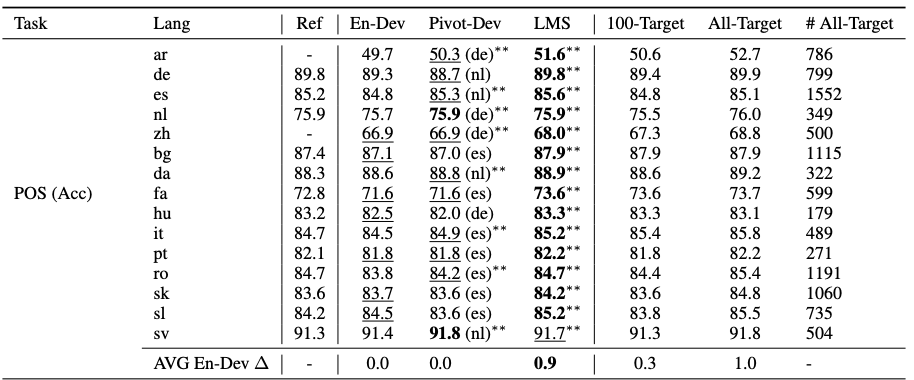 Task Lang Ref En-Dev Pivot-Dev LMS 100-Target All-Target # All-Target
ar - 49.7 50.3 (de)** 51.6** 50.6 52.7 786
de 89.8 89.3 88.7 (nl) 89.8** 89.4 89.9 799
es 85.2 84.8 85.3 (nl)** 85.6** 84.8 85.1 1552
nl 75.9 75.7 75.9 (de)** 75.9** 75.5 76.0 349
zh - 66.9 66.9 (de)** 68.0** 67.3 68.8 500
bg 87.4 87.1 87.0 (es) 87.9** 87.9 87.9 1115
da 88.3 88.6 88.8 (nl)** 88.9** 88.6 89.2 322
POS (Acc) fa 72.8 71.6 71.6 (es) 73.6** 73.6 73.7 599
hu 83.2 82.5 82.0 (de) 83.3** 83.3 83.1 179
it 84.7 84.5 84.9 (es)** 85.2** 85.4 85.8 489
pt 82.1 81.8 81.8 (es) 82.2** 81.8 82.2 271
ro 84.7 83.8 84.2 (es)** 84.7** 84.4 85.4 1191
sk 83.6 83.7 83.6 (es) 84.2** 83.6 84.8 1060
sl 84.2 84.5 83.6 (es) 85.2** 83.8 85.5 735
sv 91.3 91.4 91.8 (nl)** 91.7** 91.3 91.8 504
AVG En-Dev Δ - 0.0 0.0 0.9 0.3 1.0 -